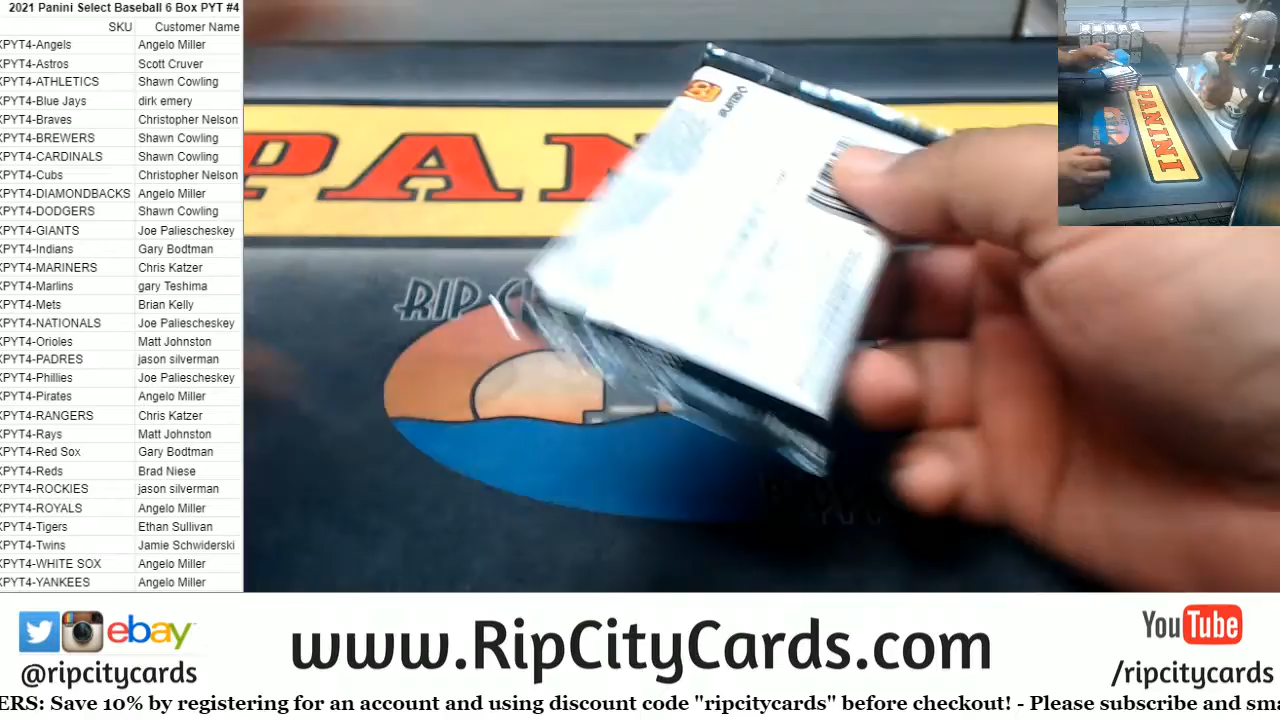 2021 Panini Select Baseball 6 Box PYT #4
SKU Customer Name
XPYT4-Angels Angelo Miller
XPYT4-Astros Scott Cruver
XPYT4-ATHLETICS Shawn Cowling
XPYT4-Blue Jays dirk emery
XPYT4-Braves Christopher Nelson
XPYT4-BREWERS Shawn Cowling
XPYT4-CARDINALS Shawn Cowling
XPYT4-Cubs Christopher Nelson
XPYT4-DIAMONDBACKS Angelo Miller
XPYT4-DODGERS Shawn Cowling
XPYT4-GIANTS Joe Paliescheskey
XPYT4-Indians Gary Bodtman
XPYT4-MARINERS Chris Katzer
XPYT4-Marlins gary Teshima
XPYT4-Mets Brian Kelly
XPYT4-NATIONALS Joe Paliescheskey
XPYT4-Orioles Matt Johnston
XPYT4-PADRES jason silverman
XPYT4-Phillies Joe Paliescheskey
XPYT4-Pirates Angelo Miller
XPYT4-RANGERS Chris Katzer
XPYT4-Rays Matt Johnston
XPYT4-Red Sox Gary Bodtman
XPYT4-Reds Brad Niese
XPYT4-ROCKIES jason silverman
XPYT4-ROYALS Angelo Miller
XPYT4-Tigers Ethan Sullivan
XPYT4-Twins Jamie Schwiderski
XPYT4-WHITE SOX Angelo Miller
XPYT4-YANKEES Angelo Miller
PANI
RIP C
PANINI
ebay
@ripcitycards
www.RipCityCards.com
YouTube
/ripcitycards
ERS: Save 10% by registering for an account and using discount code "ripcitycards" before checkout! - Please subscribe and sma